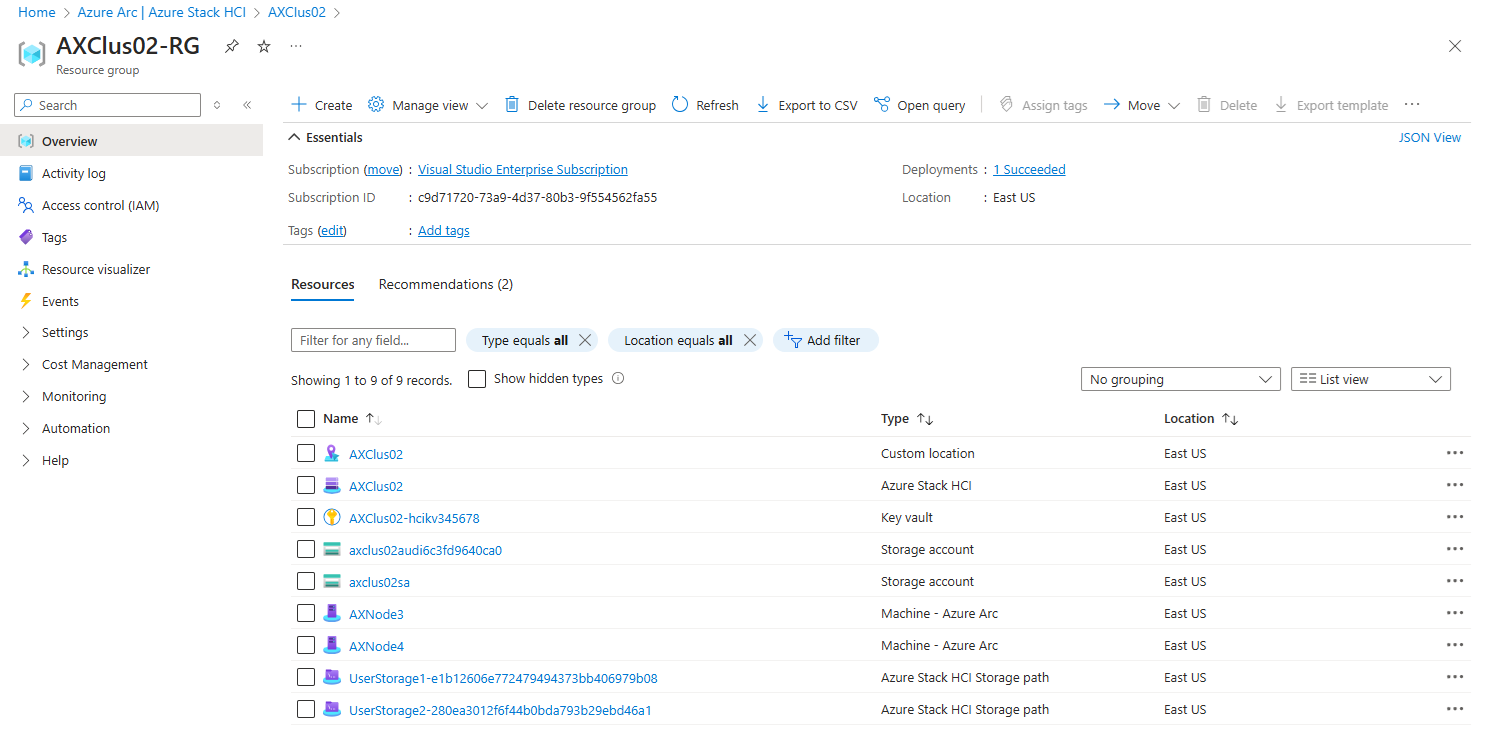 Home > Azure Arc | Azure Stack HCI > AXClus02 >
AXClus02-RG
Resource group
Search
Overview
Activity log
Access control (IAM)
Tags
Resource visualizer
Events
Settings
Cost Management
Monitoring
Automation
Help
Create Manage view Delete resource group Refresh Export to CSV Open query Assign tags Move Delete Export template
Essentials JSON View
Subscription (move) : Visual Studio Enterprise Subscription Deployments : 1 Succeeded
Subscription ID : c9d71720-73a9-4d37-80b3-9f554562fa55 Location : East US
Tags (edit) : Add tags
Resources Recommendations (2)
Filter for any field... Type equals all Location equals all Add filter
Showing 1 to 9 of 9 records. Show hidden types No grouping List view
Name Type Location
AXClus02 Custom location East US
AXClus02 Azure Stack HCI East US
AXClus02-hcikv345678 Key vault East US
axclus02audi6c3fd9640ca0 Storage account East US
axclus02sa Storage account East US
AXNode3 Machine - Azure Arc East US
AXNode4 Machine - Azure Arc East US
UserStorage1-e1b12606e772479494373bb406979b08 Azure Stack HCI Storage path East US
UserStorage2-280ea3012f6f44b0bda793b29ebd46a1 Azure Stack HCI Storage path East US